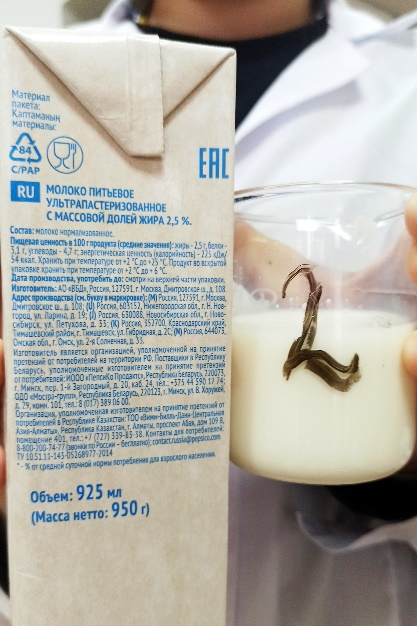 Материал
пакета:
Қаптаманың
материалы:
84
C/PAP
EAC
RU МОЛОКО ПИТЬЕВОЕ
УЛЬТРАПАСТЕРИЗОВАННОЕ
С МАССОВОЙ ДОЛЕЙ ЖИРА 2,5 %.
Состав: молоко нормализованное.
Пищевая ценность в 100 г продукта (средние значения): жиры - 2,5 г, белки -
3,1 г, углеводы - 4,7 г, энергетическая ценность (калорийность) - 225 кДж/
54 ккал. Хранить при температуре от +2 °С до +25 °С. Продукт во вскрытой
упаковке хранить при температуре от +2 °С до +6 °С.
Дата производства, употребить до: смотри на верхней части упаковки.
Изготовитель: АО «ВБД», Россия, 127591, г. Москва, Дмитровское ш., д. 108
Адрес производства (см. букву в маркировке): (M) Россия, 127591, г. Москва,
Дмитровское ш., д. 108; (U) Россия, 603152, Нижегородская обл., г. Н. Нов-
город, ул. Ларина, д. 19; (J) Россия, 630088, Новосибирская обл., г. Ново-
сибирск, ул. Петухова, д. 33; (K) Россия, 352700, Краснодарский край,
Тимашевский район, г. Тимашевск, ул. Гибридная, д. 2С; Россия, 644073,
Омская обл., г. Омск, ул. 2-я Солнечная, д. 33.
Изготовитель является организацией, уполномоченной на принятие
претензий от потребителей на территории РФ. Поставщики в Республику
Беларусь, уполномоченные изготовителем на принятие претензий
от потребителей: ИООО «ПепсиКо Продактс», Республика Беларусь, 220073,
г. Минск, пер. 1-й Загородный, д. 20, каб. 24, тел.: +375 44 590 17 74;
ОДО «Мостра-групп», Республика Беларусь, 220123, г. Минск, ул. В. Хоружей,
д. 29, комн. 101, тел.: 8 (017) 389 06 00.
Организация, уполномоченная изготовителем на принятие претензий от
потребителей в Республике Казахстан: ТОО «Вимм-Билль-Данн-Центральная
Азия-Алматы», Республика Казахстан, г. Алматы, проспект Абая, дом 109 В,
помещение 401, тел.: +7 (727) 339-83-38. Контакты для потребителей:
8-800-200-74-77 (звонки по России – бесплатно); contact.russia@pepsico.com
ТУ 10.51.11-143-05268977-2014
* - % от средней суточной нормы потребления для взрослого населения.
Объем: 925 мл
(Масса нетто: 950 г)